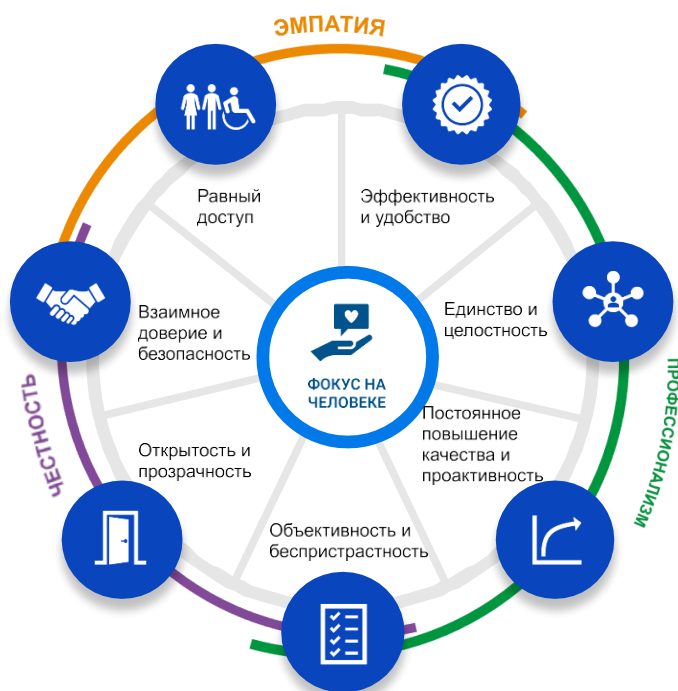 ЭМПАТИЯ
Равный
доступ
Эффективность
и удобство
Взаимное
доверие и
безопасность
Единство и
целостность
ФОКУС НА
ЧЕЛОВЕКЕ
ЧЕСТНОСТЬ
ПРОФЕССИОНАЛИЗМ
Открытость и
прозрачность
Постоянное
повышение
качества и
проактивность
Объективность и
беспристрастность